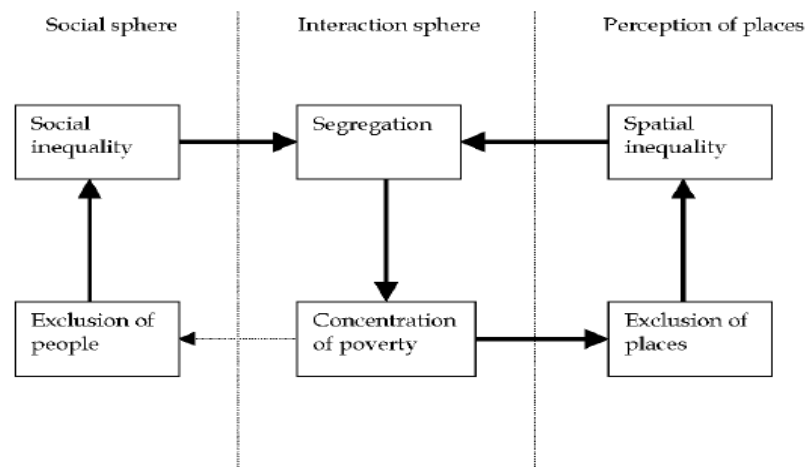 Social sphere
Interaction sphere
Perception of places
Social
inequality
Segregation
Spatial
inequality
Exclusion of
people
Concentration
of poverty
Exclusion of
places